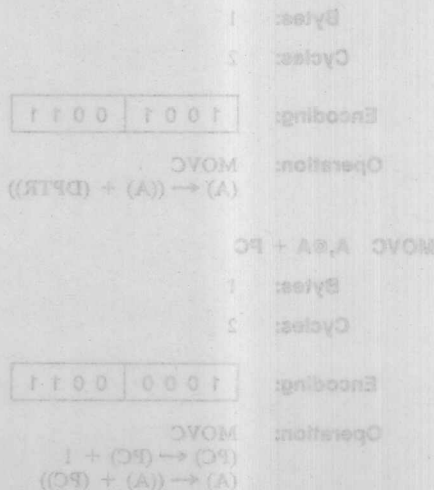 Bytes: 1
Cycles: 2
Encoding: 1 0 0 1 0 0 1 1
Operation: MOVC
(A) ← ((A) + (DPTR))
MOVC A,@A + PC
Bytes: 1
Cycles: 2
Encoding: 1 0 0 0 0 0 1 1
Operation: MOVC
(PC) ← (PC) + 1
(A) ← ((A) + (PC))